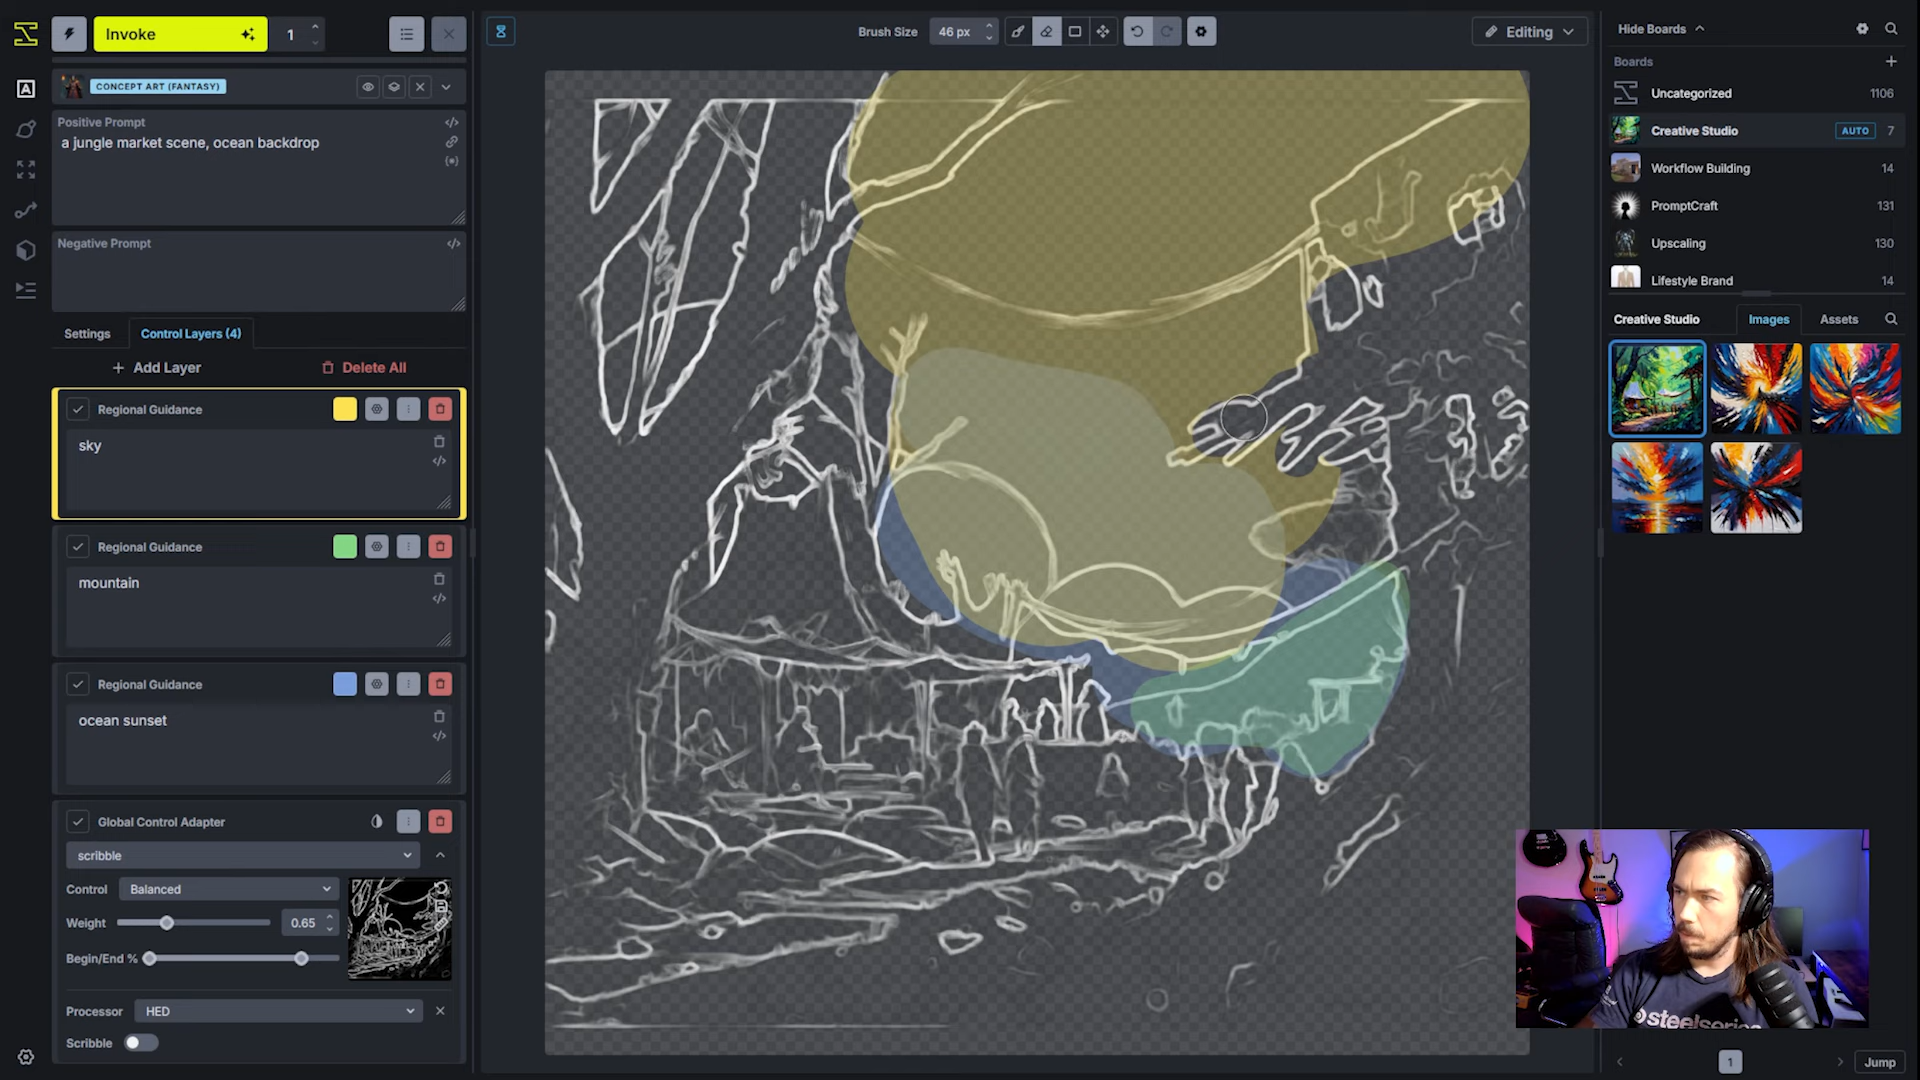 Invoke
1
CONCEPT ART (FANTASY)
Positive Prompt
a jungle market scene, ocean backdrop
Negative Prompt
Settings
Control Layers (4)
Add Layer
Delete All
Regional Guidance
sky
Regional Guidance
mountain
Regional Guidance
ocean sunset
Global Control Adapter
scribble
Control
Balanced
Weight
0.65
Begin/End %
Processor
HED
Scribble
Brush Size
46 px
Editing
Hide Boards
Boards
Uncategorized
1106
Creative Studio
AUTO
7
Workflow Building
14
PromptCraft
131
Upscaling
130
Lifestyle Brand
14
Creative Studio
Images
Assets
steelseries
1
Jump